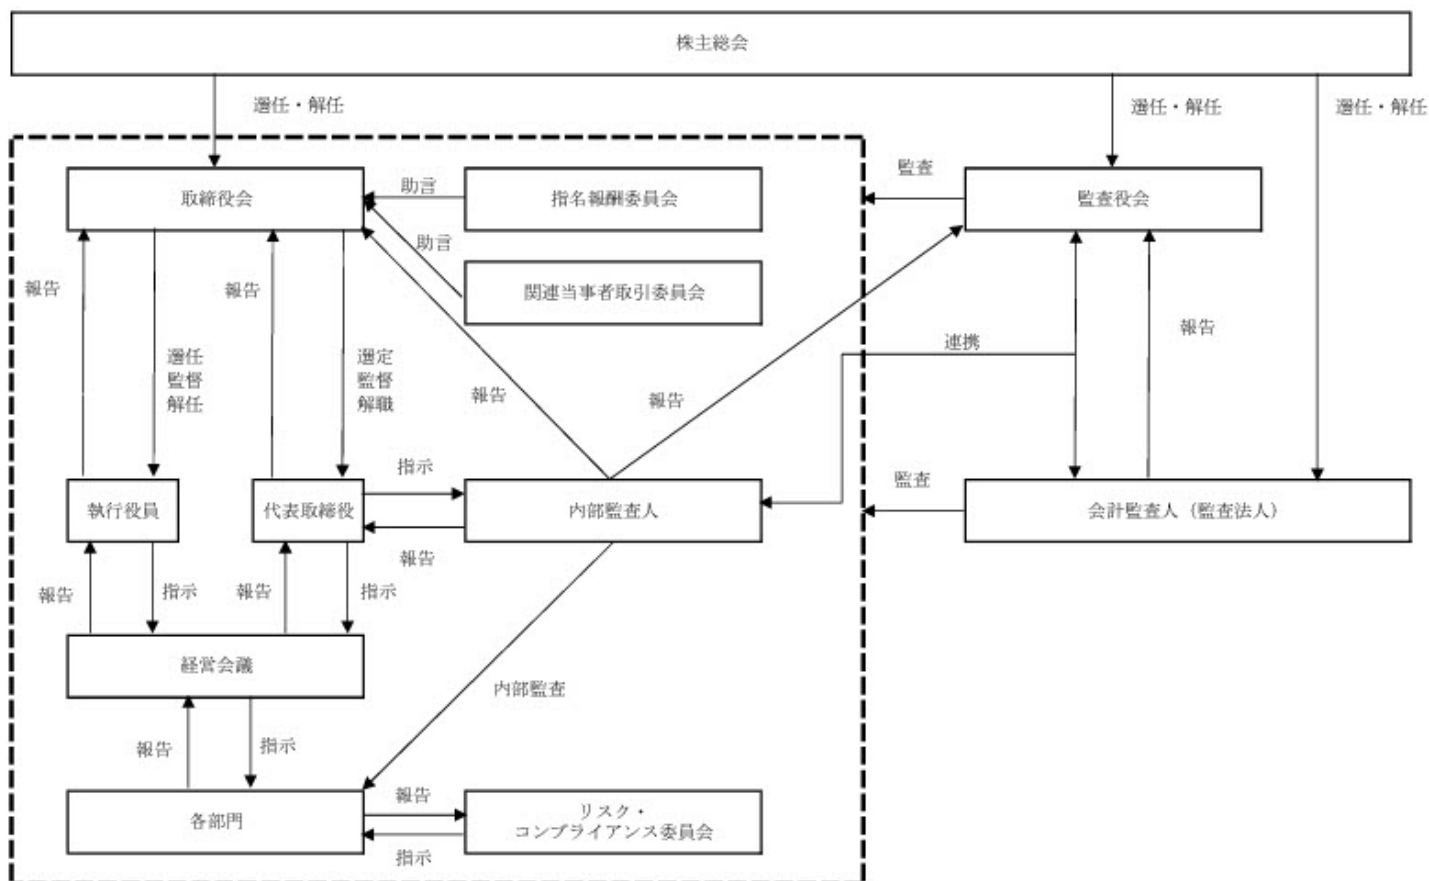 株主総会
選任・解任
選任・解任
選任・解任
取締役会
助言
指名報酬委員会
監査
監査役会
助言
関連当事者取引委員会
報告
報告
選任
監督
解任
選定
監督
解職
報告
報告
連携
報告
執行役員
代表取締役
指示
報告
内部監査人
監査
会計監査人（監査法人）
報告
指示
報告
指示
経営会議
内部監査
報告
指示
各部門
報告
指示
リスク・
コンプライアンス委員会